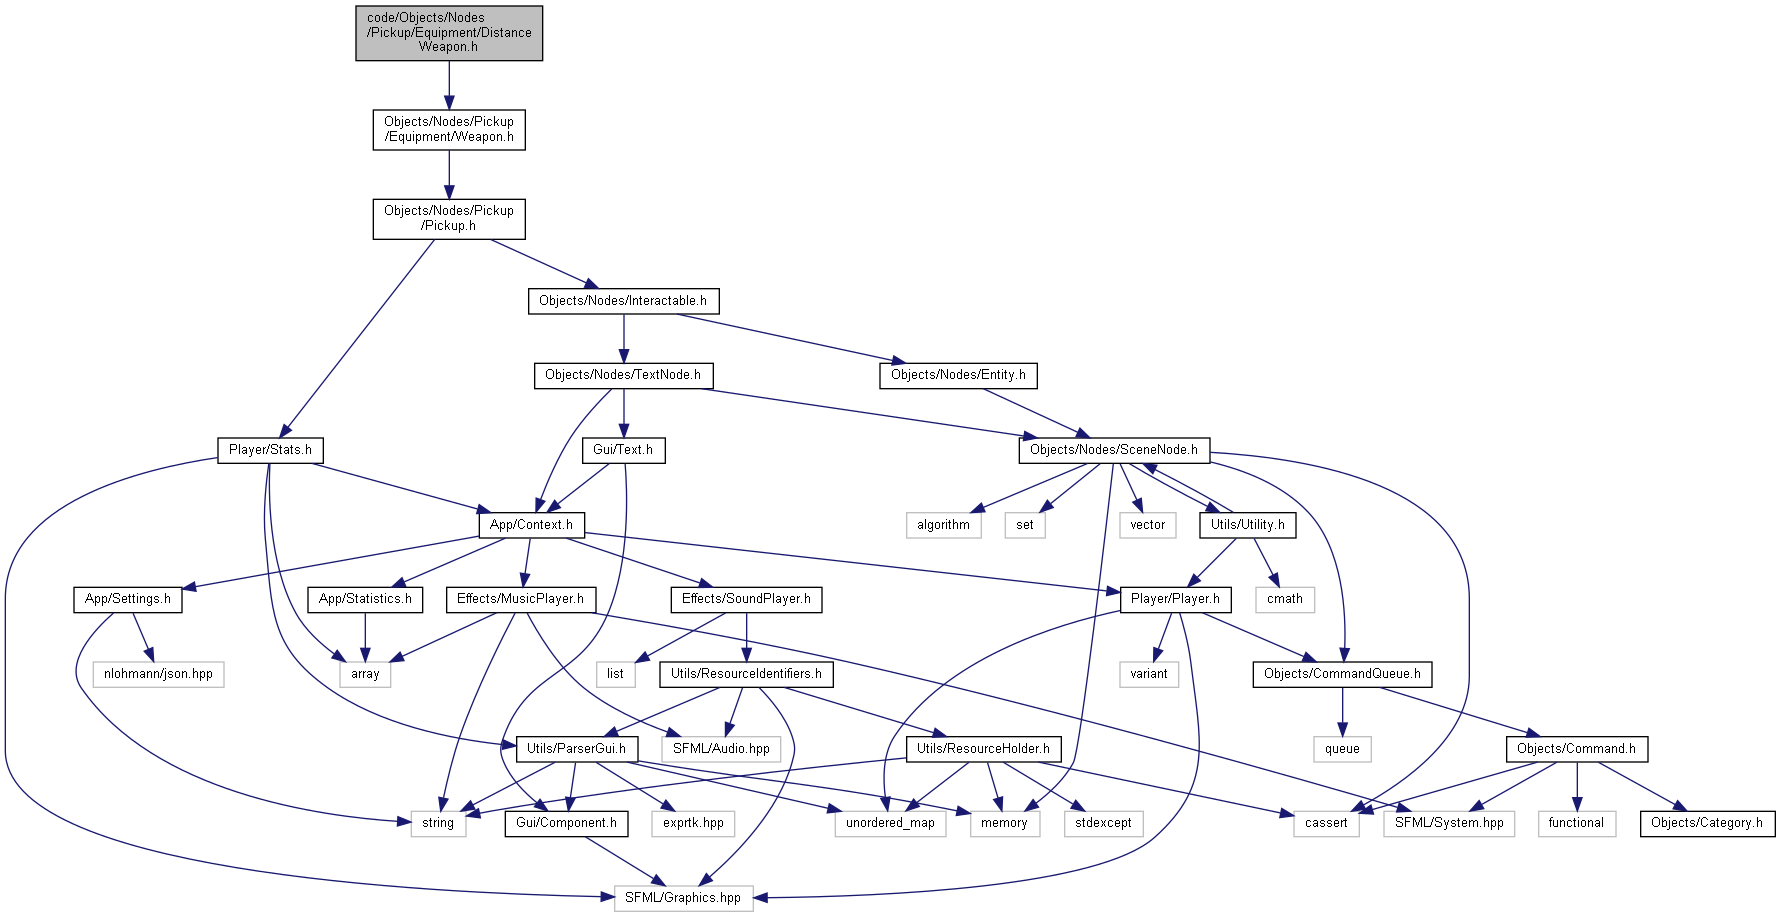 code/Objects/Nodes
/Pickup/Equipment/Distance
Weapon.h
Objects/Nodes/Pickup
/Equipment/Weapon.h
Objects/Nodes/Pickup
/Pickup.h
Objects/Nodes/Interactable.h
Objects/Nodes/TextNode.h
Objects/Nodes/Entity.h
Player/Stats.h
Gui/Text.h
Objects/Nodes/SceneNode.h
App/Context.h
algorithm
set
vector
Utils/Utility.h
App/Settings.h
App/Statistics.h
Effects/MusicPlayer.h
Effects/SoundPlayer.h
Player/Player.h
cmath
nlohmann/json.hpp
array
list
Utils/ResourceIdentifiers.h
variant
Objects/CommandQueue.h
Utils/ParserGui.h
SFML/Audio.hpp
Utils/ResourceHolder.h
queue
Objects/Command.h
string
Gui/Component.h
exprtk.hpp
unordered_map
memory
stdexcept
cassert
SFML/System.hpp
functional
Objects/Category.h
SFML/Graphics.hpp